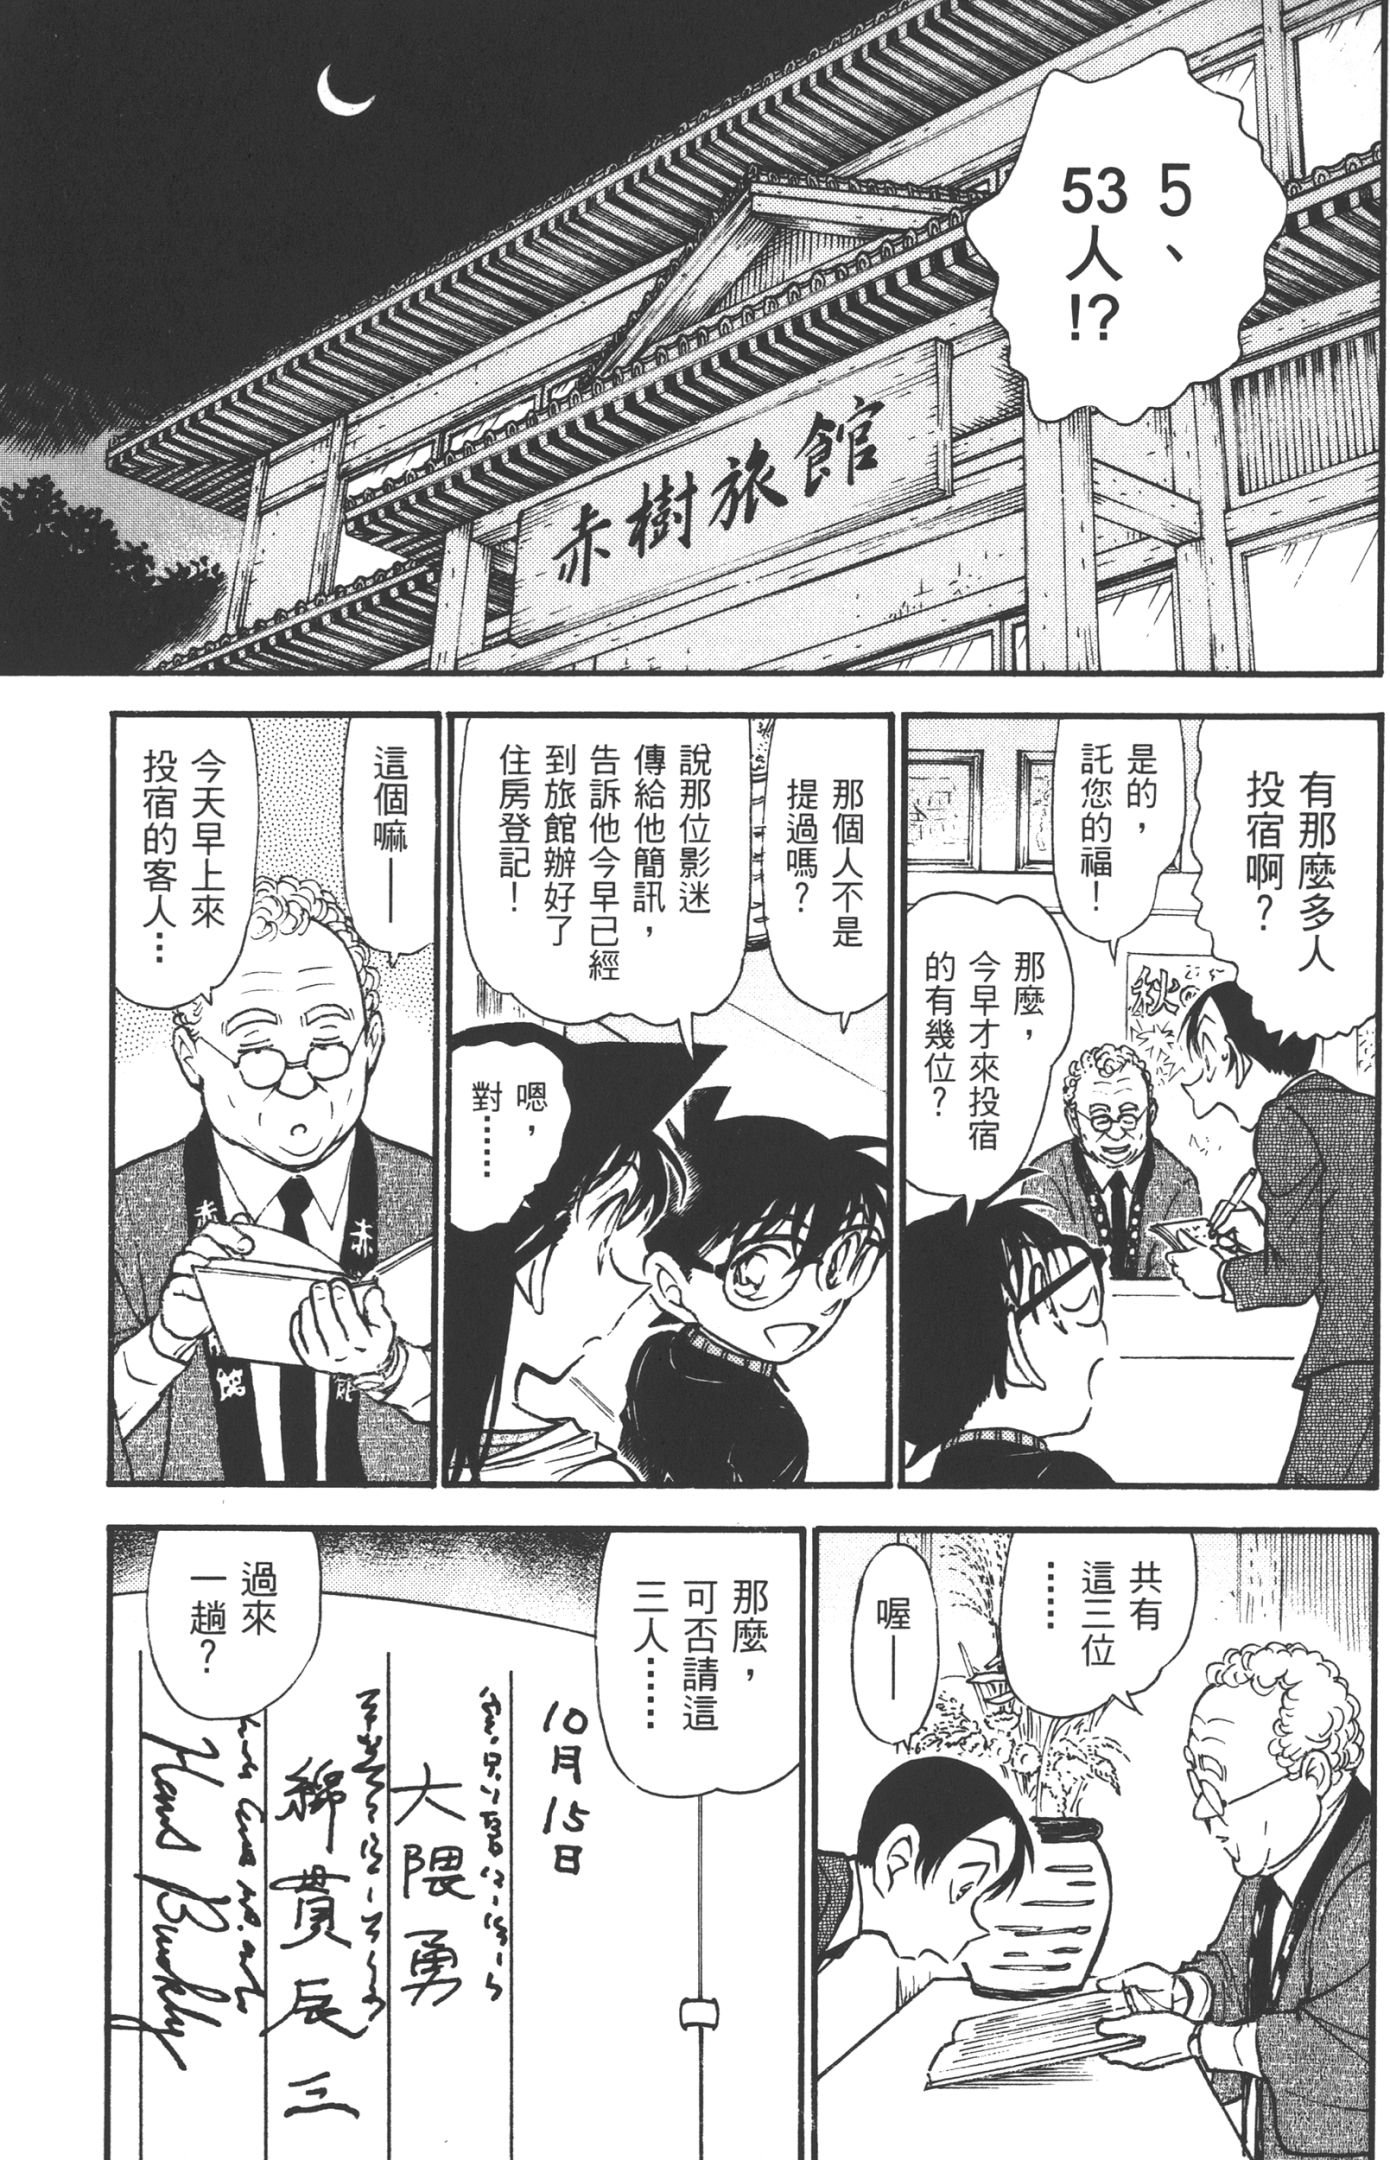 5、
53人!?
赤樹旅館
有那麼多人
投宿啊?
是的，
託您的福！
那麼，
今早才來投宿
的有幾位?
秋
那個人不是
提過嗎?
說那位影迷
傳給他簡訊，
告訴他今早已經
到旅館辦好了
住房登記！
嗯，
對……
這個嘛——
今天早上來
投宿的客人…
赤
赤
館
共有
這三位
……
喔——
那麼，
可否請這
三人……
過來
一趟?
10月15日
大隈勇
綿貫辰三
Hans Buckly